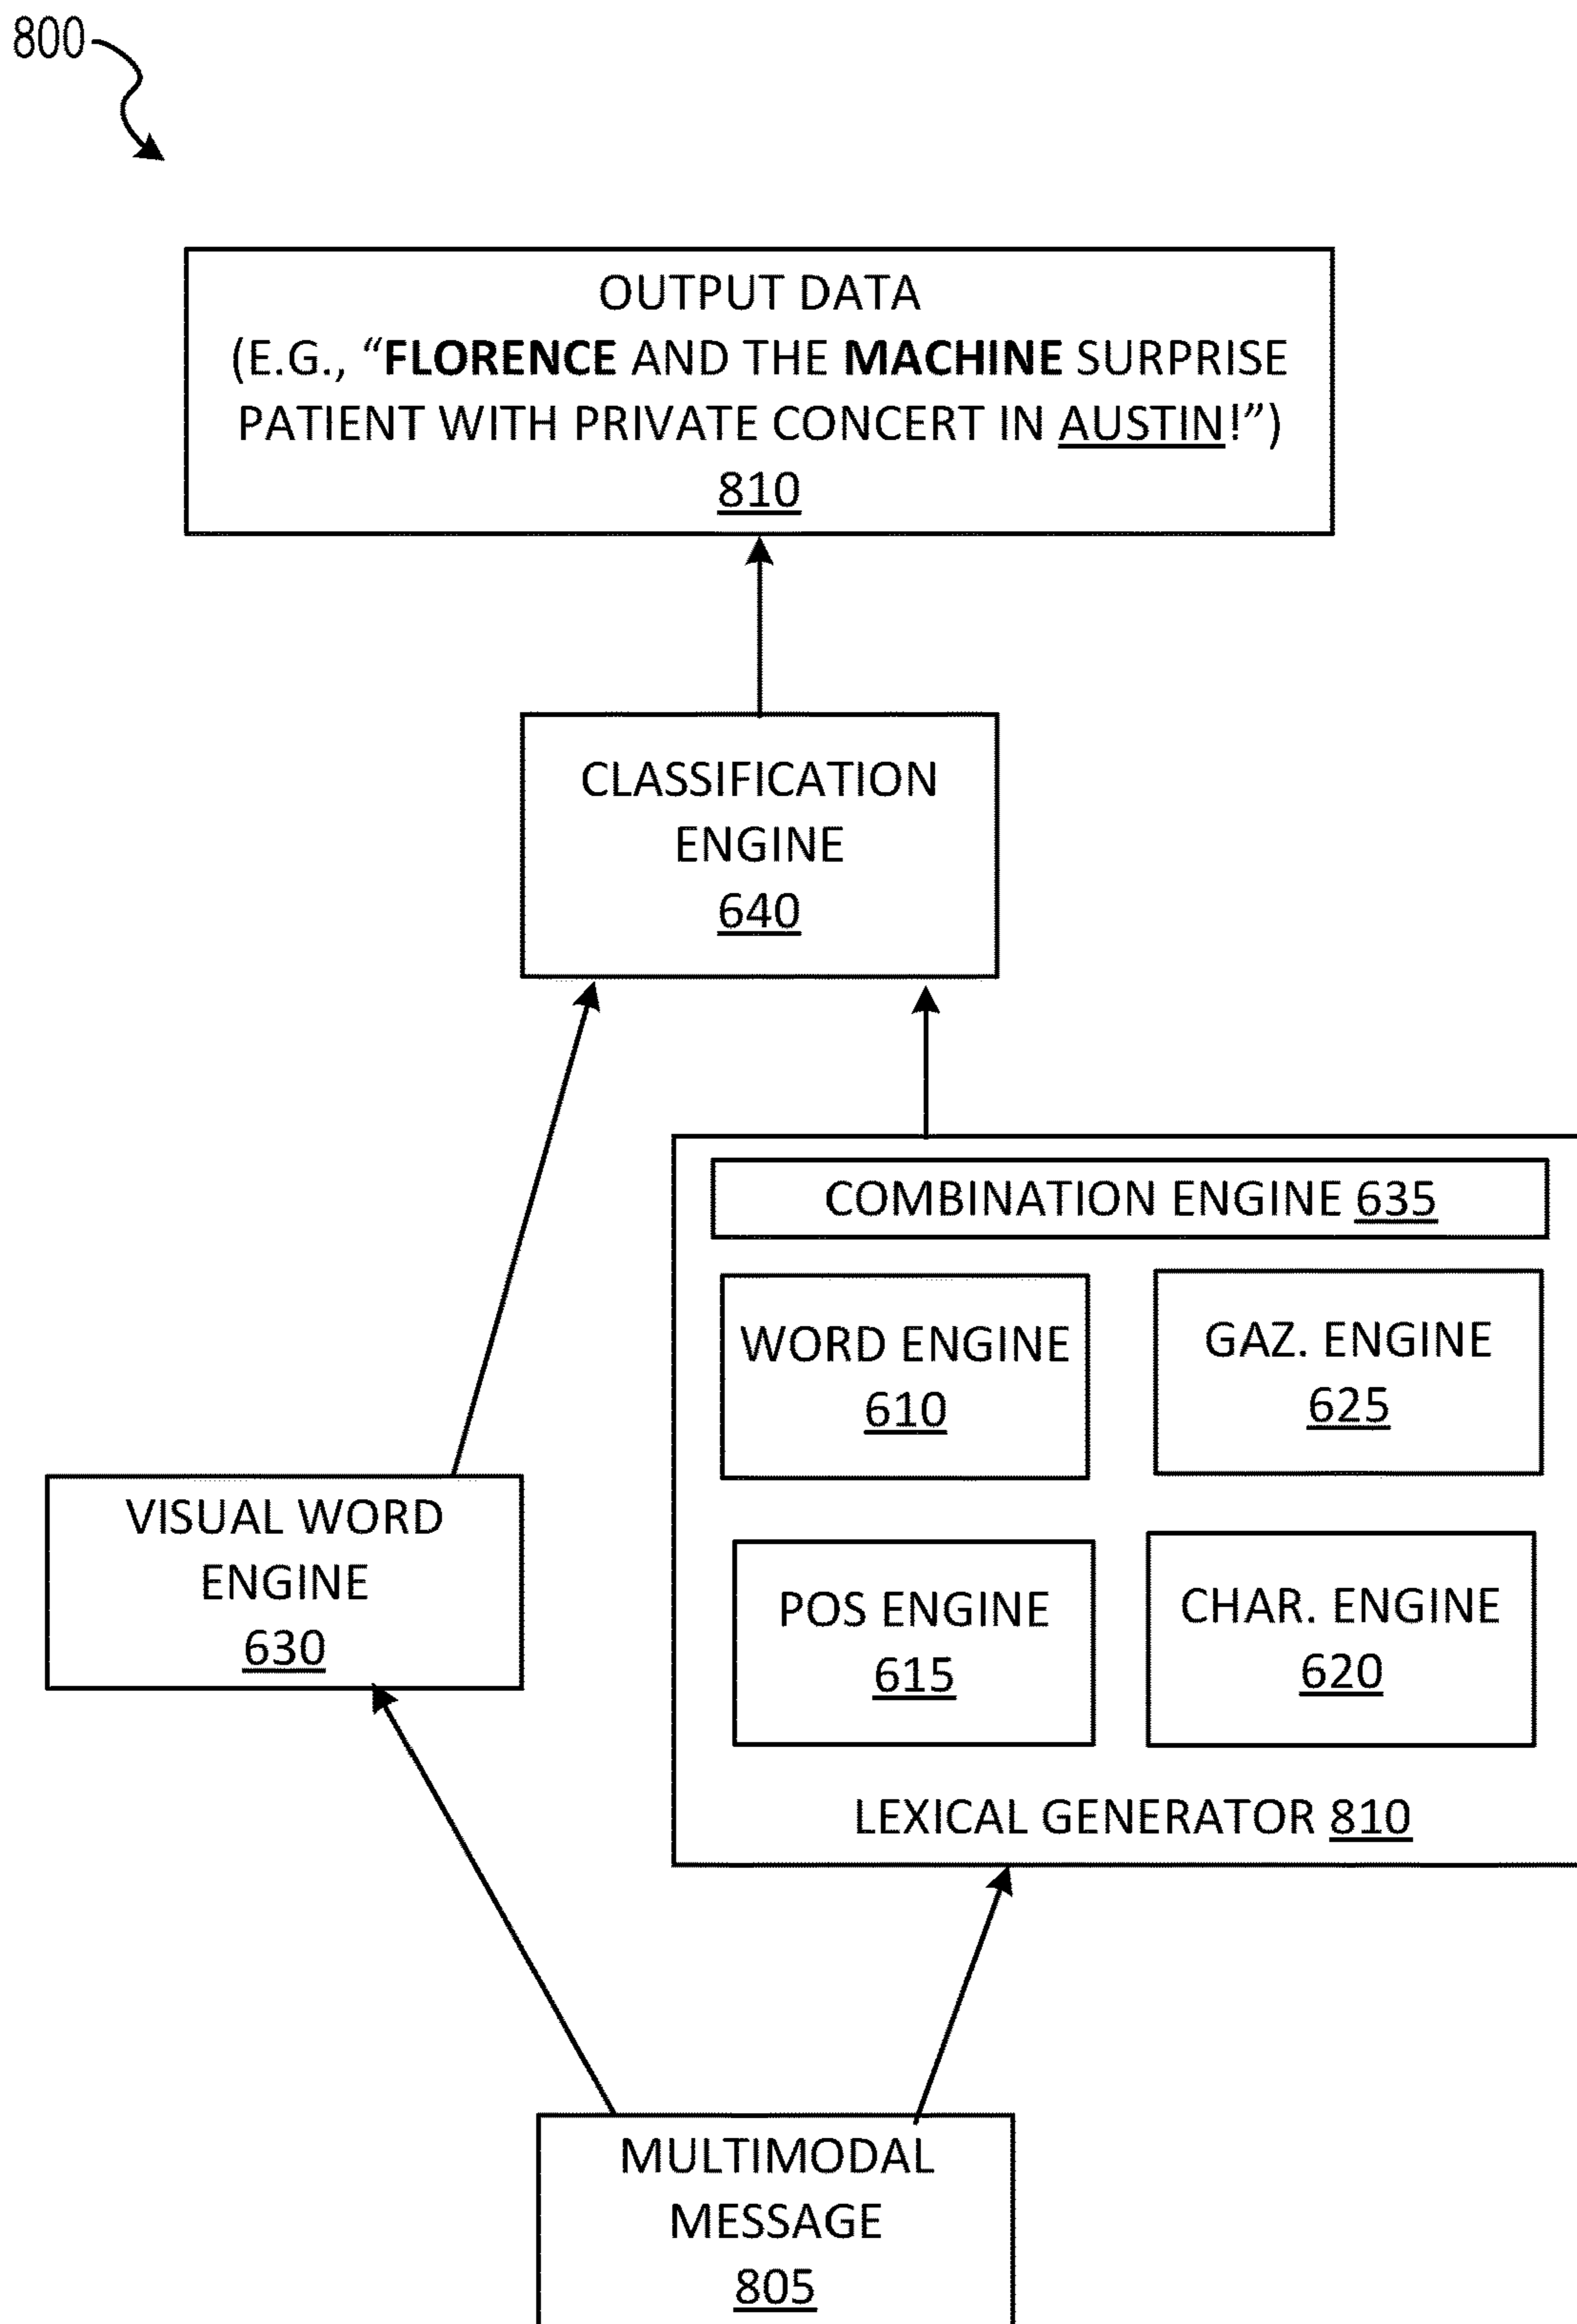 800
OUTPUT DATA
(E.G., “FLORENCE AND THE MACHINE SURPRISE
PATIENT WITH PRIVATE CONCERT IN AUSTIN!”)
810
CLASSIFICATION
ENGINE
640
COMBINATION ENGINE 635
WORD ENGINE
610
GAZ. ENGINE
625
VISUAL WORD
ENGINE
630
POS ENGINE
615
CHAR. ENGINE
620
LEXICAL GENERATOR 810
MULTIMODAL
MESSAGE
805